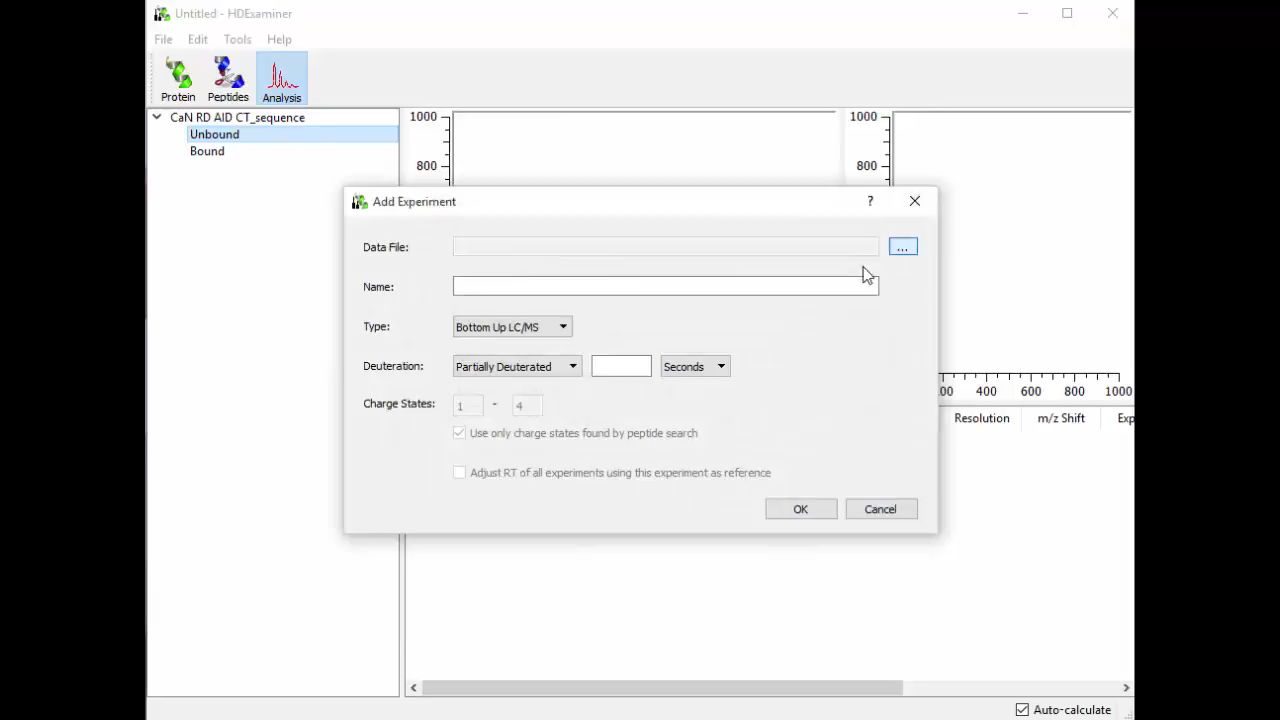 Untitled - HDExaminer
File Edit Tools Help
Protein Peptides Analysis
CaN RD AID CT_sequence
Unbound
Bound
1000
800
1000
800
Add Experiment
?
Data File:
...
Name:
Type: Bottom Up LC/MS
Deuteration: Partially Deuterated Seconds
Charge States: 1 - 4
Use only charge states found by peptide search
Adjust RT of all experiments using this experiment as reference
OK Cancel
00 400 600 800 1000
Resolution m/z Shift Exp
Auto-calculate